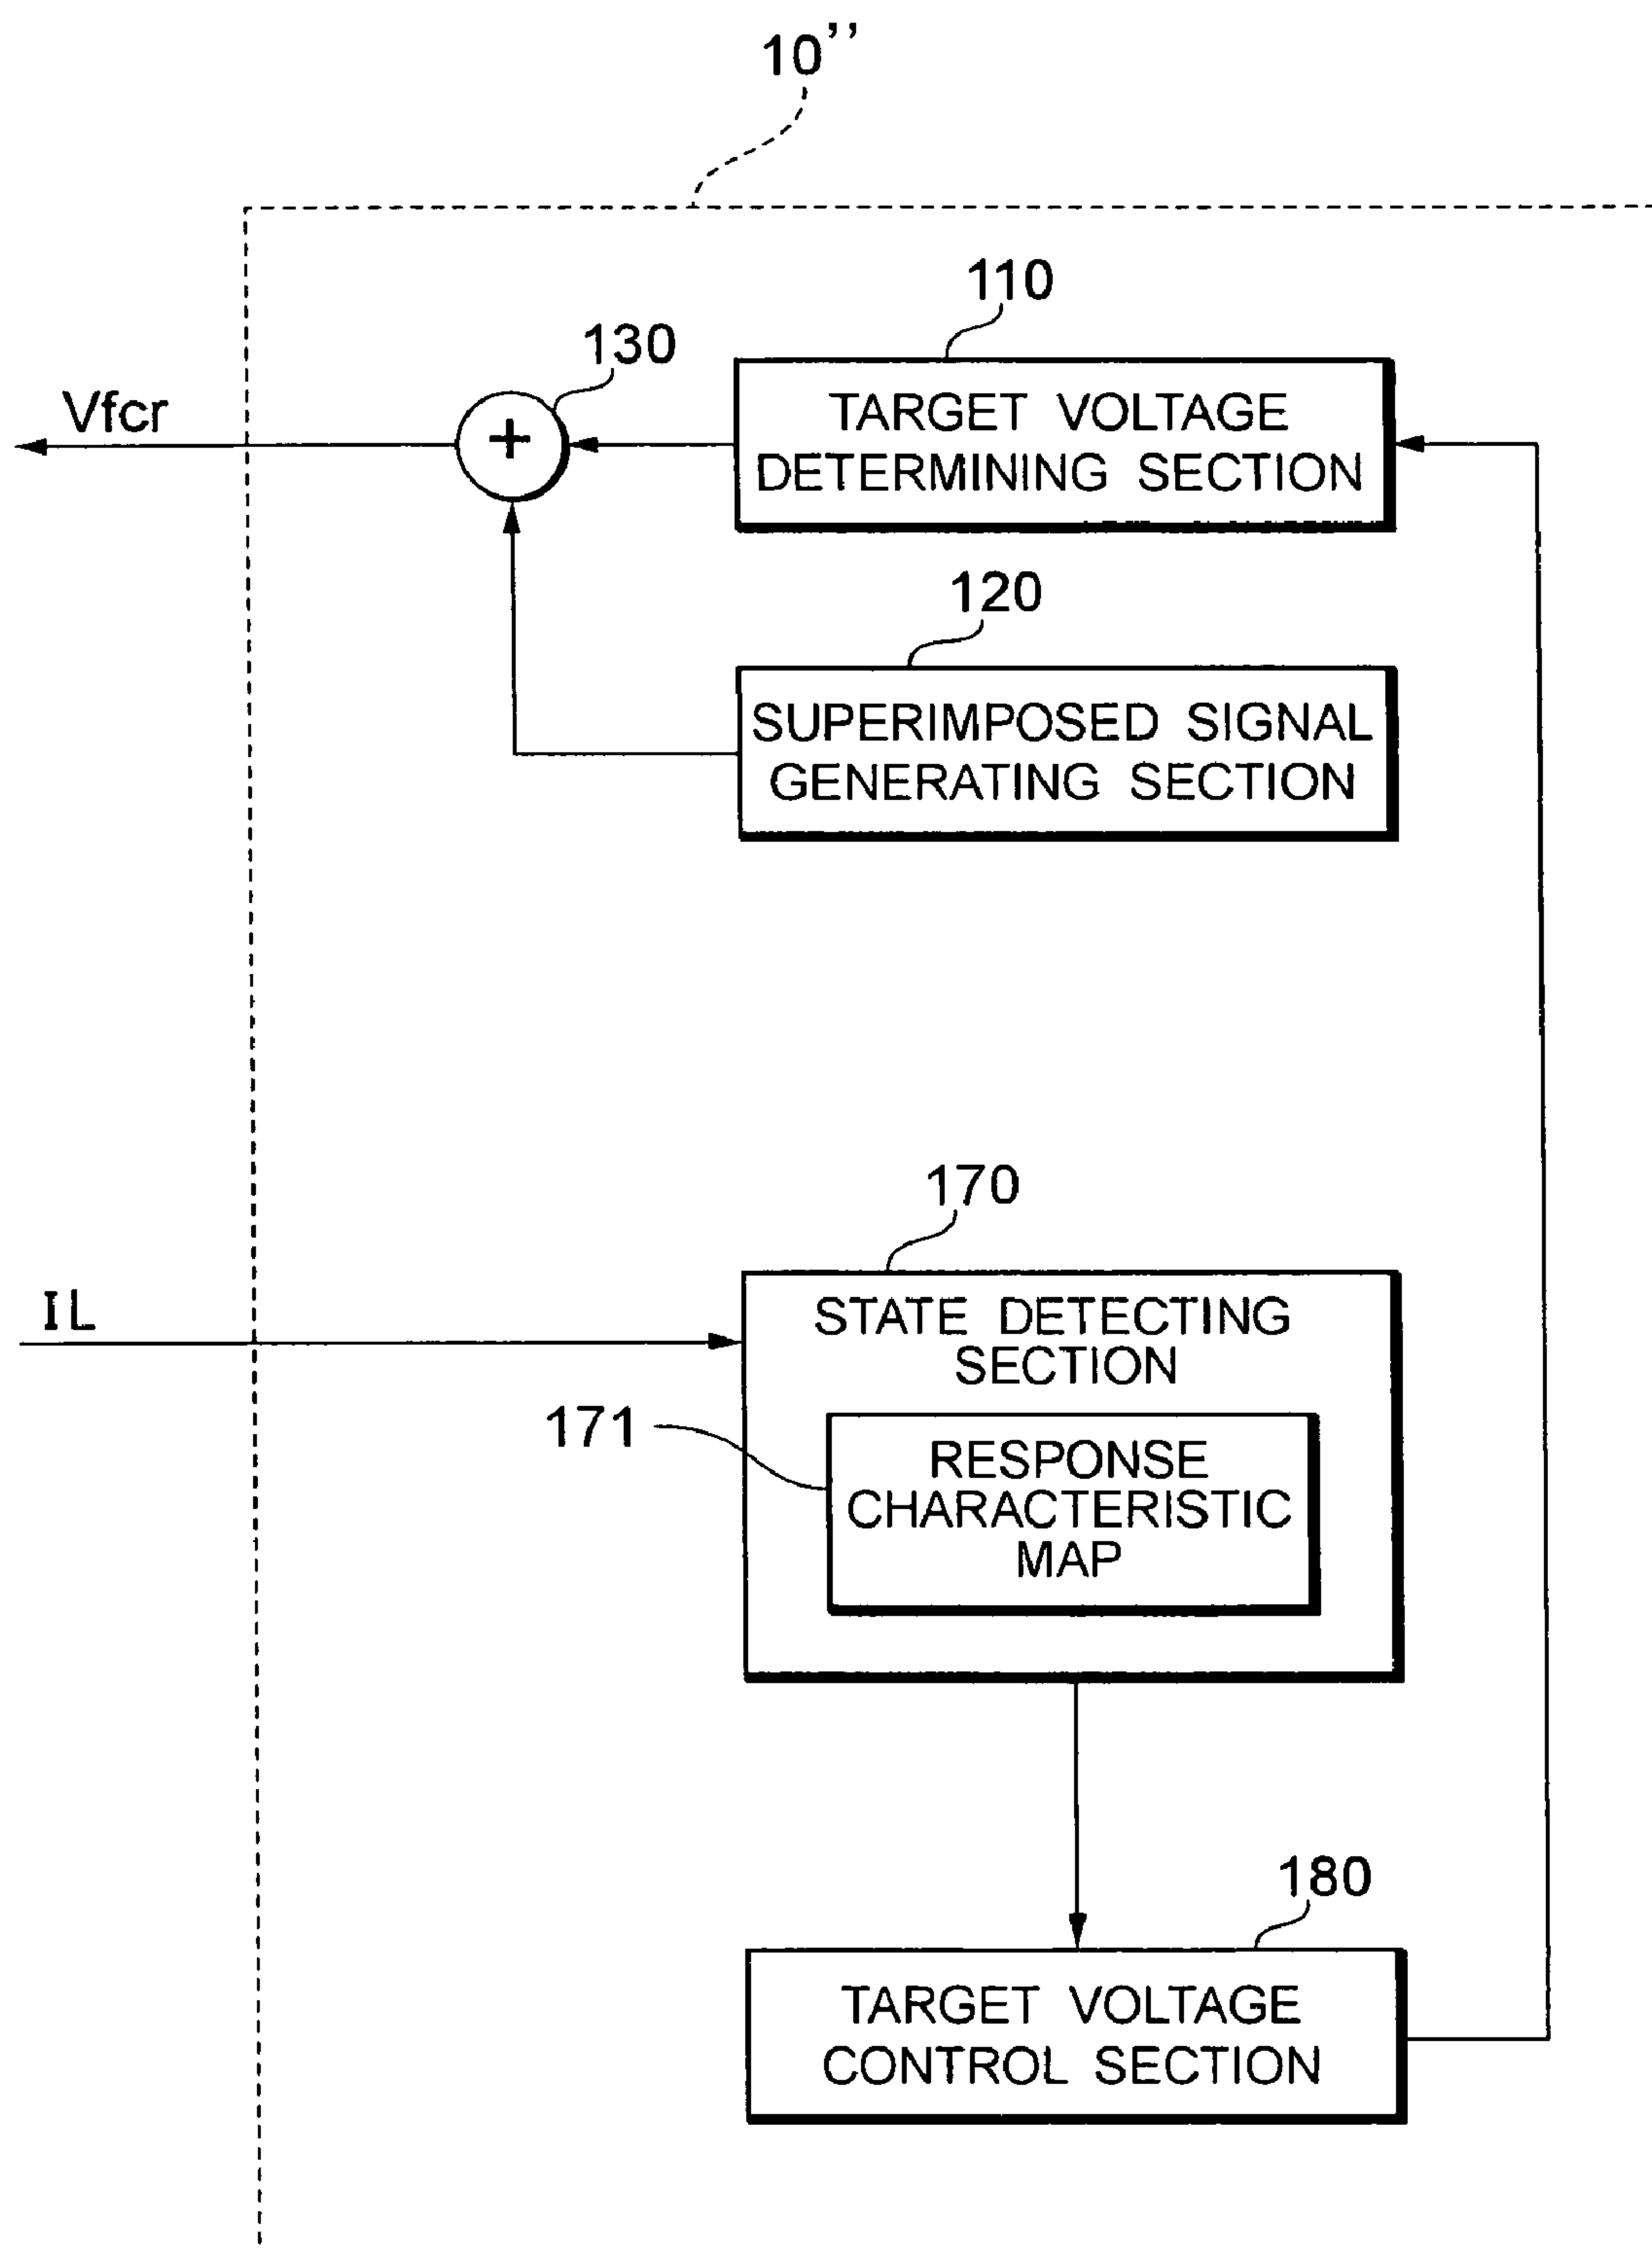 10’’
110
130
Vfcr
+
TARGET VOLTAGE
DETERMINING SECTION
120
SUPERIMPOSED SIGNAL
GENERATING SECTION
170
IL
STATE DETECTING
SECTION
171
RESPONSE
CHARACTERISTIC
MAP
180
TARGET VOLTAGE
CONTROL SECTION